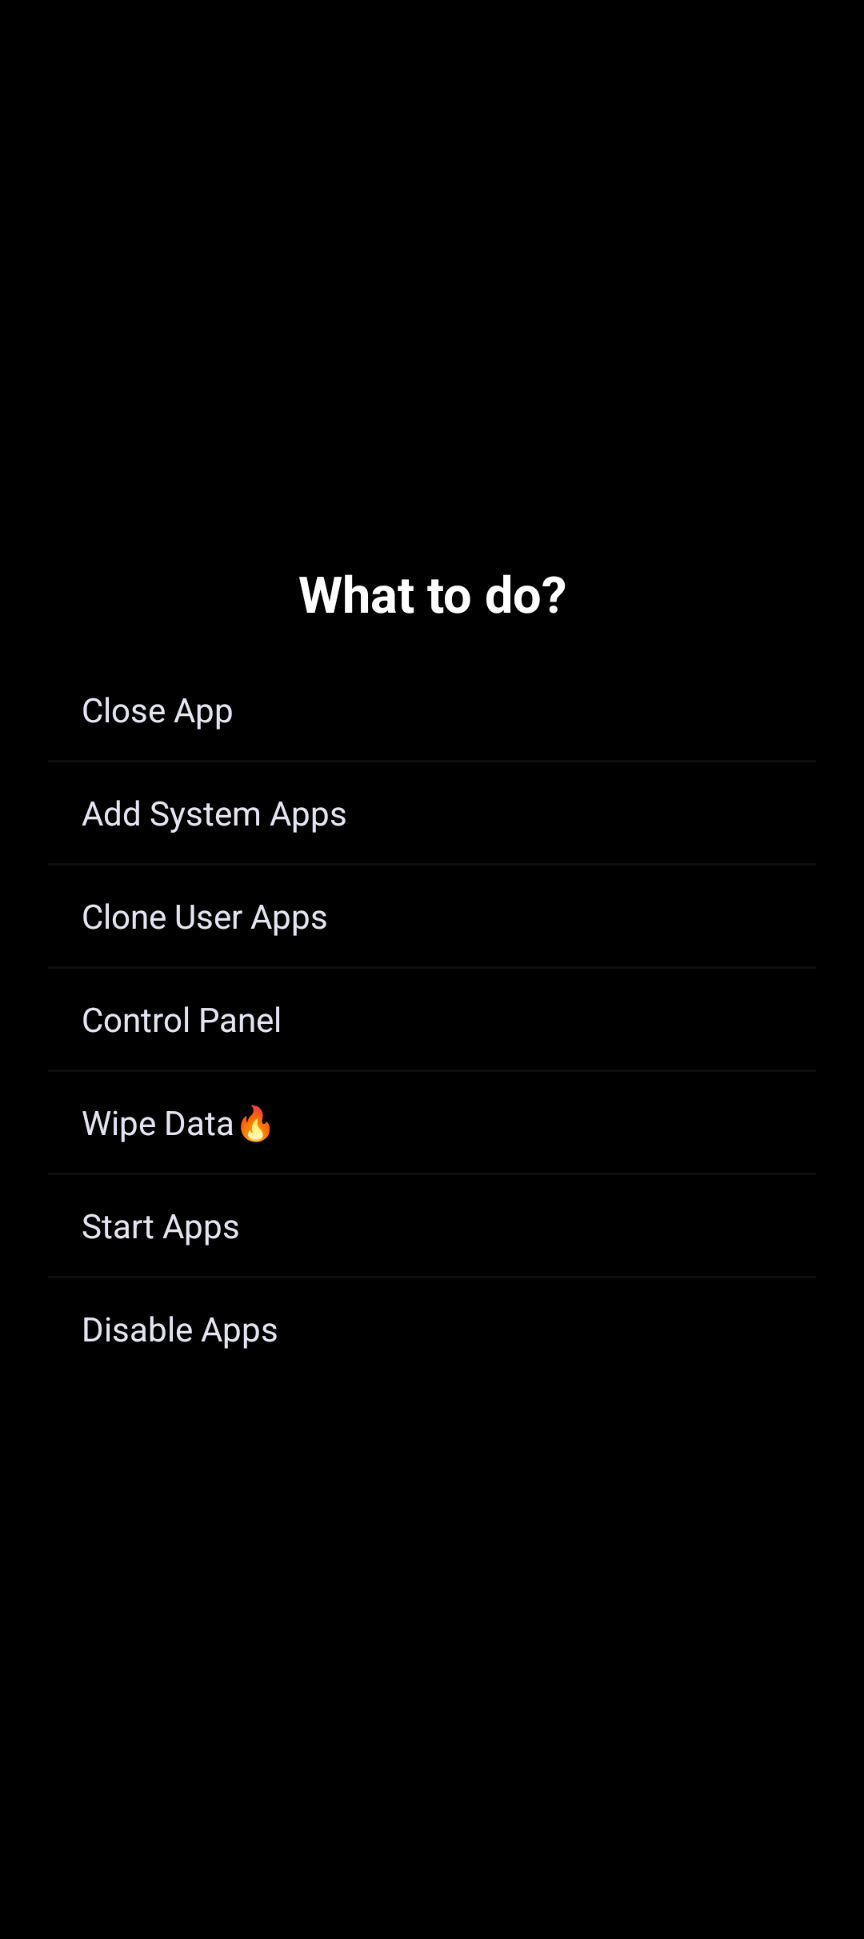 What to do?
Close App
Add System Apps
Clone User Apps
Control Panel
Wipe Data🔥
Start Apps
Disable Apps